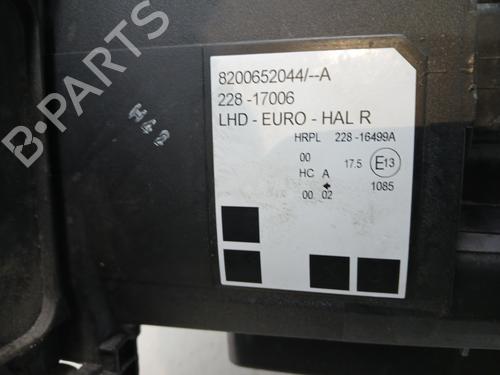 8200652044/--A
228 -17006
LHD - EURO - HAL R
HRPL 228 -16499A
00 17.5 E13
HC A
1085
00 02
H42
B-PARTS